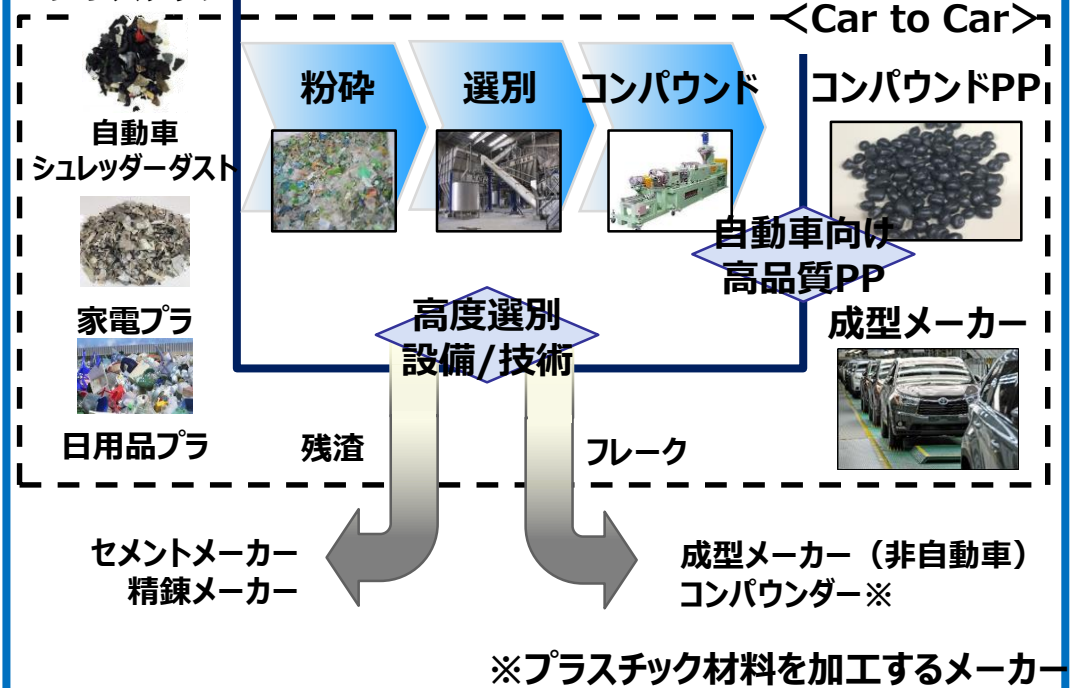 <Car to Car>
粉砕
選別
コンパウンド
コンパウンドPP
自動車
シュレッダーダスト
家電プラ
日用品プラ
自動車向け
高品質PP
高度選別
設備/技術
成型メーカー
残渣
フレーク
セメントメーカー
精錬メーカー
成型メーカー（非自動車）
コンパウンダー※
※プラスチック材料を加工するメーカー